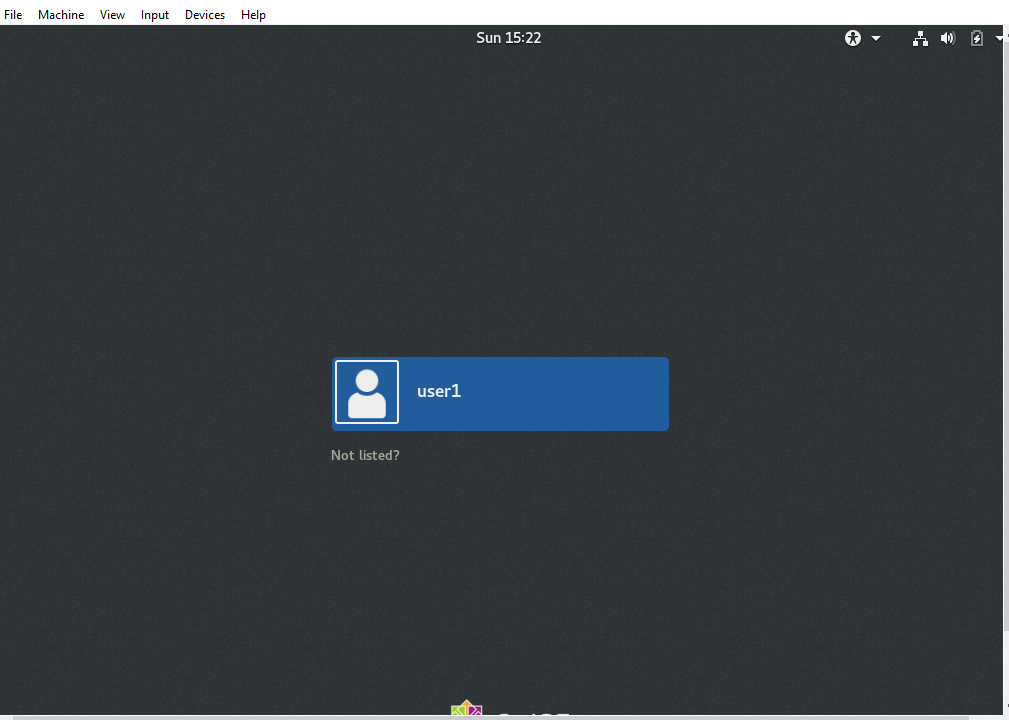 File Machine View Input Devices Help
Sun 15:22
user1
Not listed?